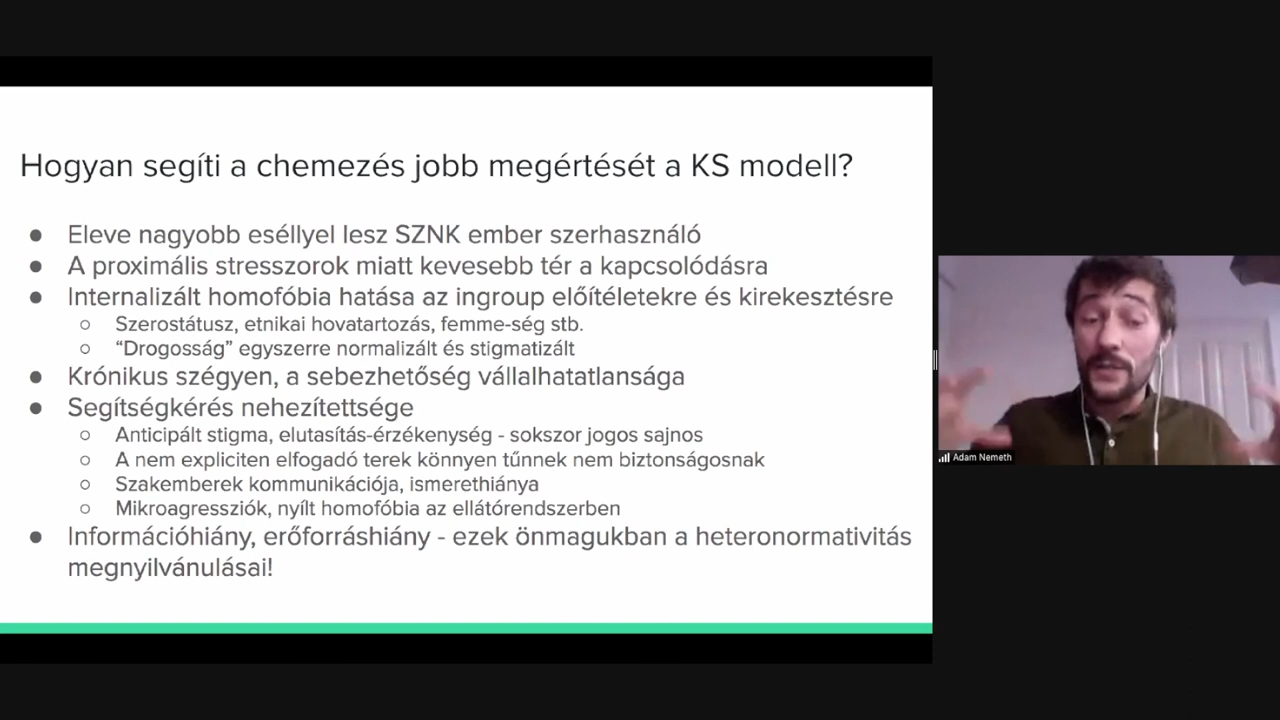 Hogyan segíti a chemezés jobb megértését a KS modell?
● Eleve nagyobb eséllyel lesz SZNK ember szerhasználó
● A proximális stresszorok miatt kevesebb tér a kapcsolódásra
● Internalizált homofóbia hatása az ingroup előítéletekre és kirekesztésre
○ Szerostátusz, etnikai hovatartozás, femme-ség stb.
○ “Drogosság” egyszerre normalizált és stigmatizált
● Krónikus szégyen, a sebezhetőség vállalhatatlansága
● Segítségkérés nehezítettsége
○ Anticipált stigma, elutasítás-érzékenység - sokszor jogos sajnos
○ A nem expliciten elfogadó terek könnyen tűnnek nem biztonságosnak
○ Szakemberek kommunikációja, ismerethiánya
○ Mikroagressziók, nyílt homofóbia az ellátórendszerben
● Információhiány, erőforráshiány - ezek önmagukban a heteronormativitás
megnyilvánulásai!
Adam Nemeth